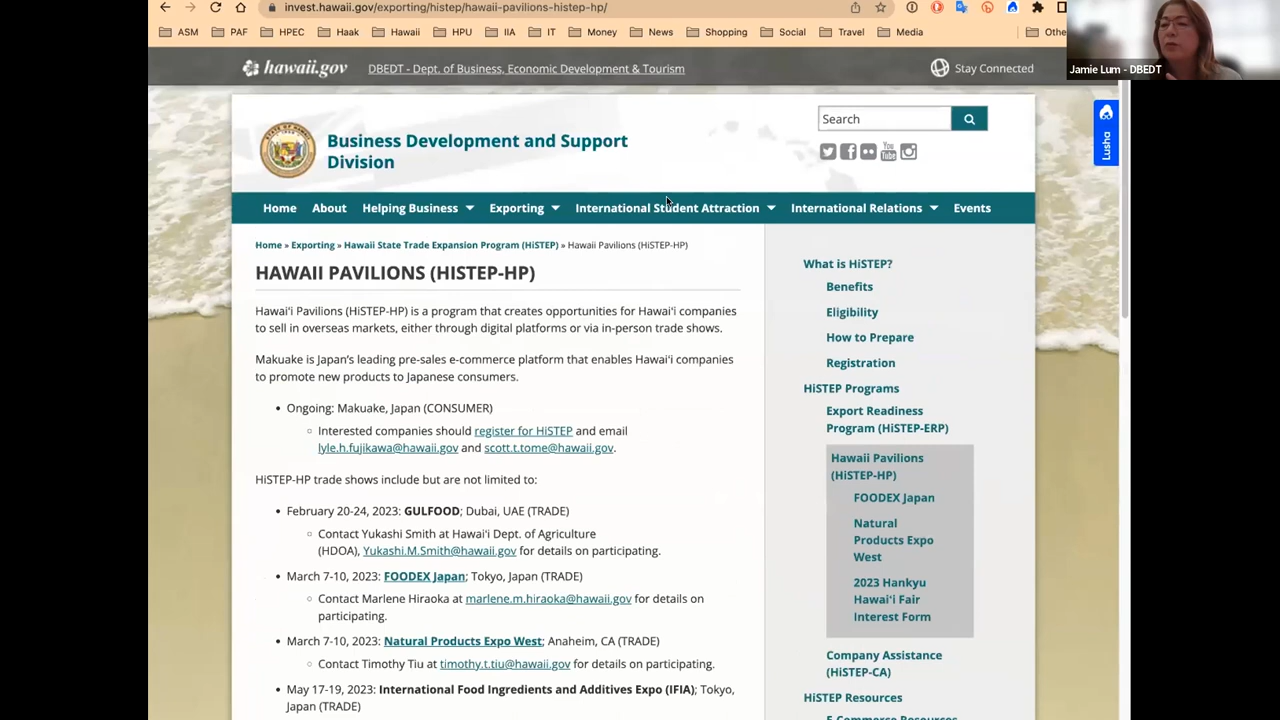 invest.hawaii.gov/exporting/histep/hawaii-pavilions-histep-hp/
ASM
PAF
HPEC
Haak
Hawaii
HPU
IIA
IT
Money
News
Shopping
Social
Travel
Media
Othe
Jamie Lum - DBEDT
hawaii.gov
DBEDT - Dept. of Business, Economic Development & Tourism
Stay Connected
Lusha
Business Development and Support
Division
Search
You
Tube
Home
About
Helping Business
Exporting
International Student Attraction
International Relations
Events
Home » Exporting » Hawaii State Trade Expansion Program (HiSTEP) » Hawaii Pavilions (HiSTEP-HP)
HAWAII PAVILIONS (HISTEP-HP)
Hawaiʻi Pavilions (HiSTEP-HP) is a program that creates opportunities for Hawaiʻi companies
to sell in overseas markets, either through digital platforms or via in-person trade shows.
Makuake is Japan's leading pre-sales e-commerce platform that enables Hawaiʻi companies
to promote new products to Japanese consumers.
• Ongoing: Makuake, Japan (CONSUMER)
○ Interested companies should register for HiSTEP and email
lyle.h.fujikawa@hawaii.gov and scott.t.tome@hawaii.gov.
HiSTEP-HP trade shows include but are not limited to:
• February 20-24, 2023: GULFOOD; Dubai, UAE (TRADE)
○ Contact Yukashi Smith at Hawaiʻi Dept. of Agriculture
(HDOA), Yukashi.M.Smith@hawaii.gov for details on participating.
• March 7-10, 2023: FOODEX Japan; Tokyo, Japan (TRADE)
○ Contact Marlene Hiraoka at marlene.m.hiraoka@hawaii.gov for details on
participating.
• March 7-10, 2023: Natural Products Expo West; Anaheim, CA (TRADE)
○ Contact Timothy Tiu at timothy.t.tiu@hawaii.gov for details on participating.
• May 17-19, 2023: International Food Ingredients and Additives Expo (IFIA); Tokyo,
Japan (TRADE)
What is HiSTEP?
Benefits
Eligibility
How to Prepare
Registration
HiSTEP Programs
Export Readiness
Program (HiSTEP-ERP)
Hawaii Pavilions
(HiSTEP-HP)
FOODEX Japan
Natural
Products Expo
West
2023 Hankyu
Hawaiʻi Fair
Interest Form
Company Assistance
(HiSTEP-CA)
HiSTEP Resources
E-Commerce Resources